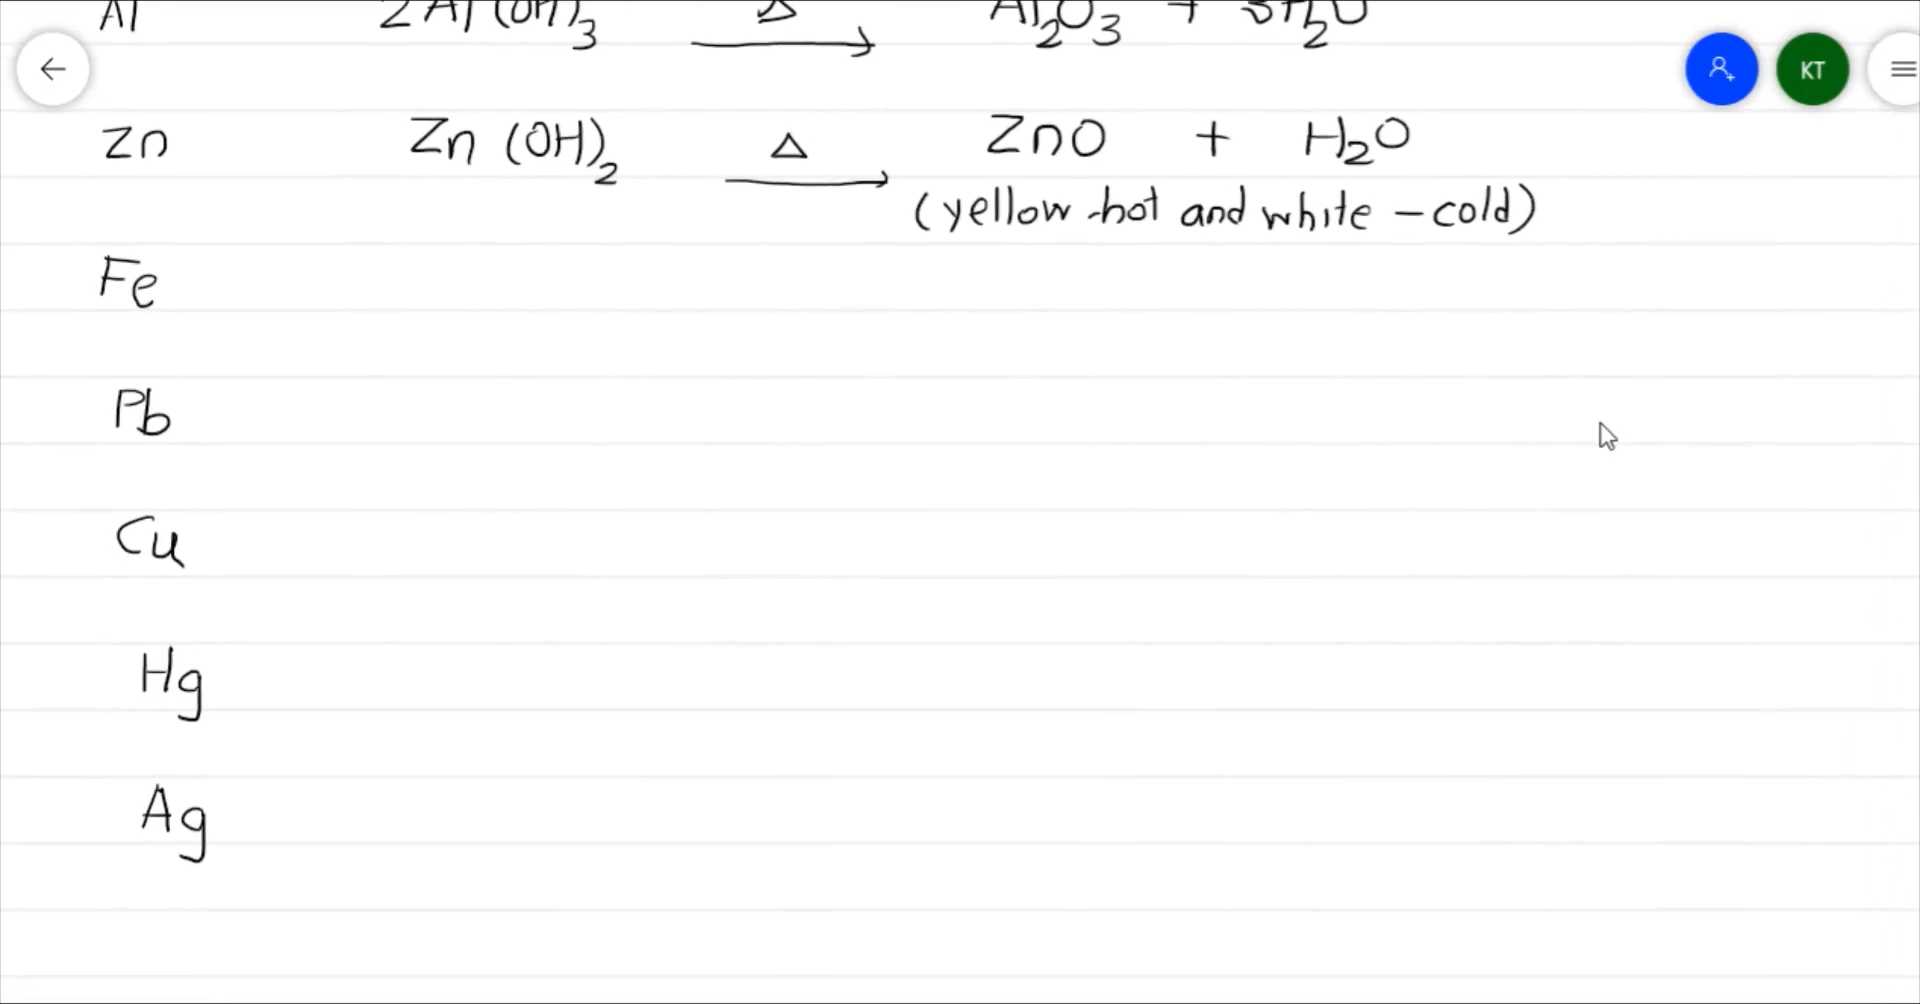 Al 2Al(OH)3 Δ → Al2O3 + 3H2O
KT
Zn Zn (OH)2 Δ → ZnO + H2O
(yellow-hot and white - cold)
Fe
Pb
Cu
Hg
Ag